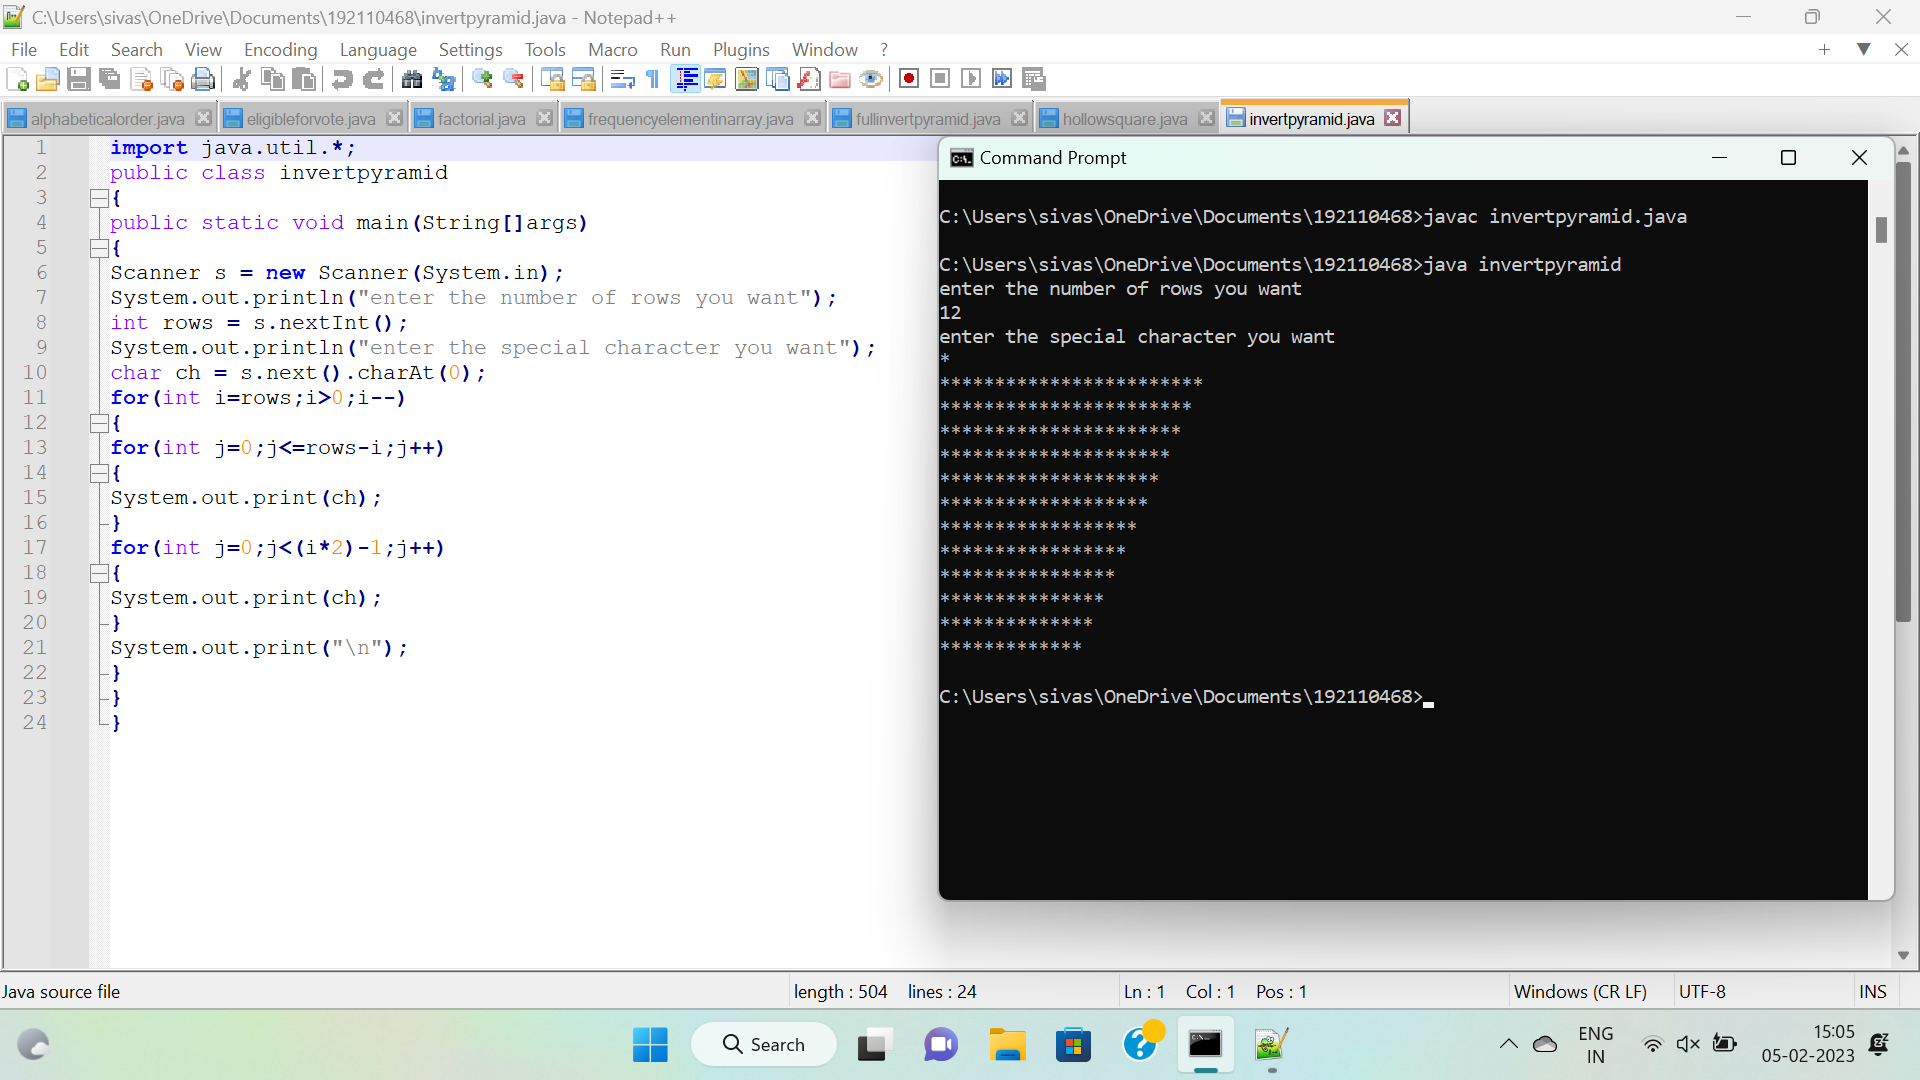 C:\Users\sivas\OneDrive\Documents\192110468\invertpyramid.java - Notepad++
File Edit Search View Encoding Language Settings Tools Macro Run Plugins Window ?
alphabeticalorder.java eligibleforvote.java factorial.java frequencyelementinarray.java fullinvertpyramid.java hollowsquare.java invertpyramid.java
1 import java.util.*;
2 public class invertpyramid
3 {
4 public static void main(String[]args)
5 {
6 Scanner s = new Scanner(System.in);
7 System.out.println("enter the number of rows you want");
8 int rows = s.nextInt();
9 System.out.println("enter the special character you want");
10 char ch = s.next().charAt(0);
11 for(int i=rows;i>0;i--)
12 {
13 for(int j=0;j<=rows-i;j++)
14 {
15 System.out.print(ch);
16 }
17 for(int j=0;j<(i*2)-1;j++)
18 {
19 System.out.print(ch);
20 }
21 System.out.print("\n");
22 }
23 }
24 }
Command Prompt
C:\Users\sivas\OneDrive\Documents\192110468>javac invertpyramid.java
C:\Users\sivas\OneDrive\Documents\192110468>java invertpyramid
enter the number of rows you want
12
enter the special character you want
*
************************
***********************
**********************
*********************
********************
*******************
******************
*****************
****************
***************
**************
*************
C:\Users\sivas\OneDrive\Documents\192110468>
Java source file length : 504 lines : 24 Ln : 1 Col : 1 Pos : 1 Windows (CR LF) UTF-8 INS
Search
ENG
IN
15:05
05-02-2023